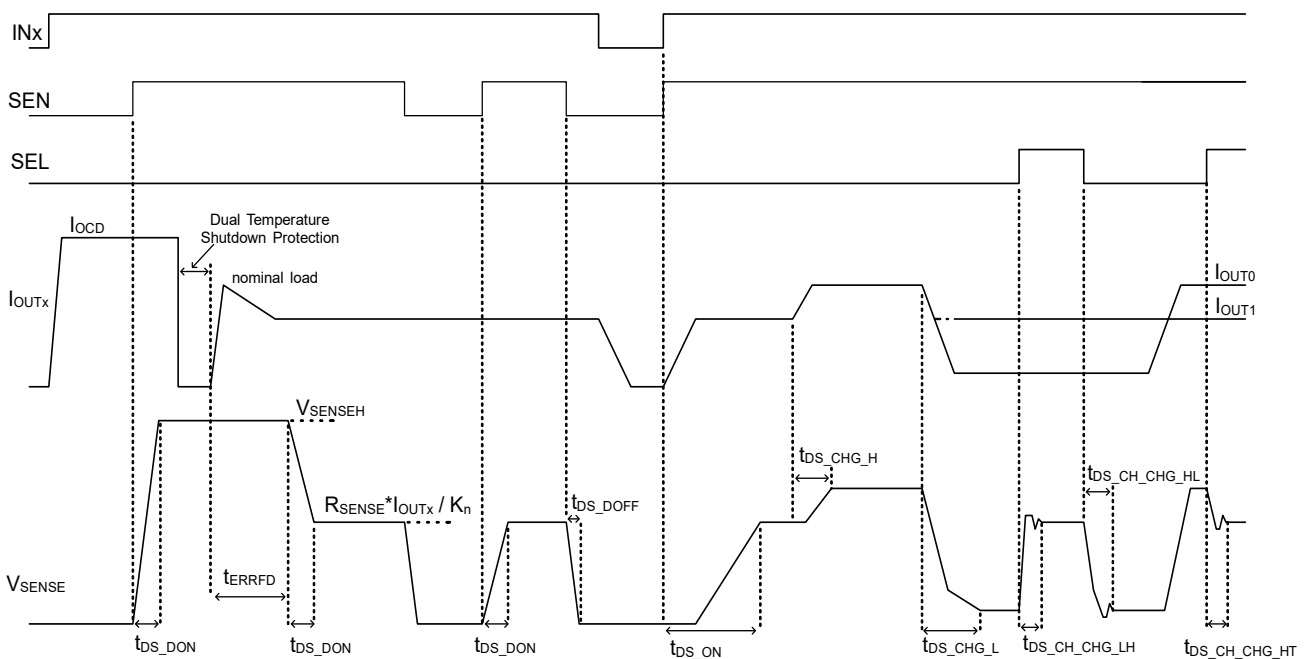 INx
SEN
SEL
IOCD
Dual Temperature
Shutdown Protection
nominal load
IOUTx
IOUT0
IOUT1
VSENSEH
tDS_CHG_H
tDS_CH_CHG_HL
RSENSE*IOUTx / Kn
tDS_DOFF
VSENSE
tERRFD
tDS_DON
tDS_DON
tDS_DON
tDS_ON
tDS_CHG_L
tDS_CH_CHG_LH
tDS_CH_CHG_HT